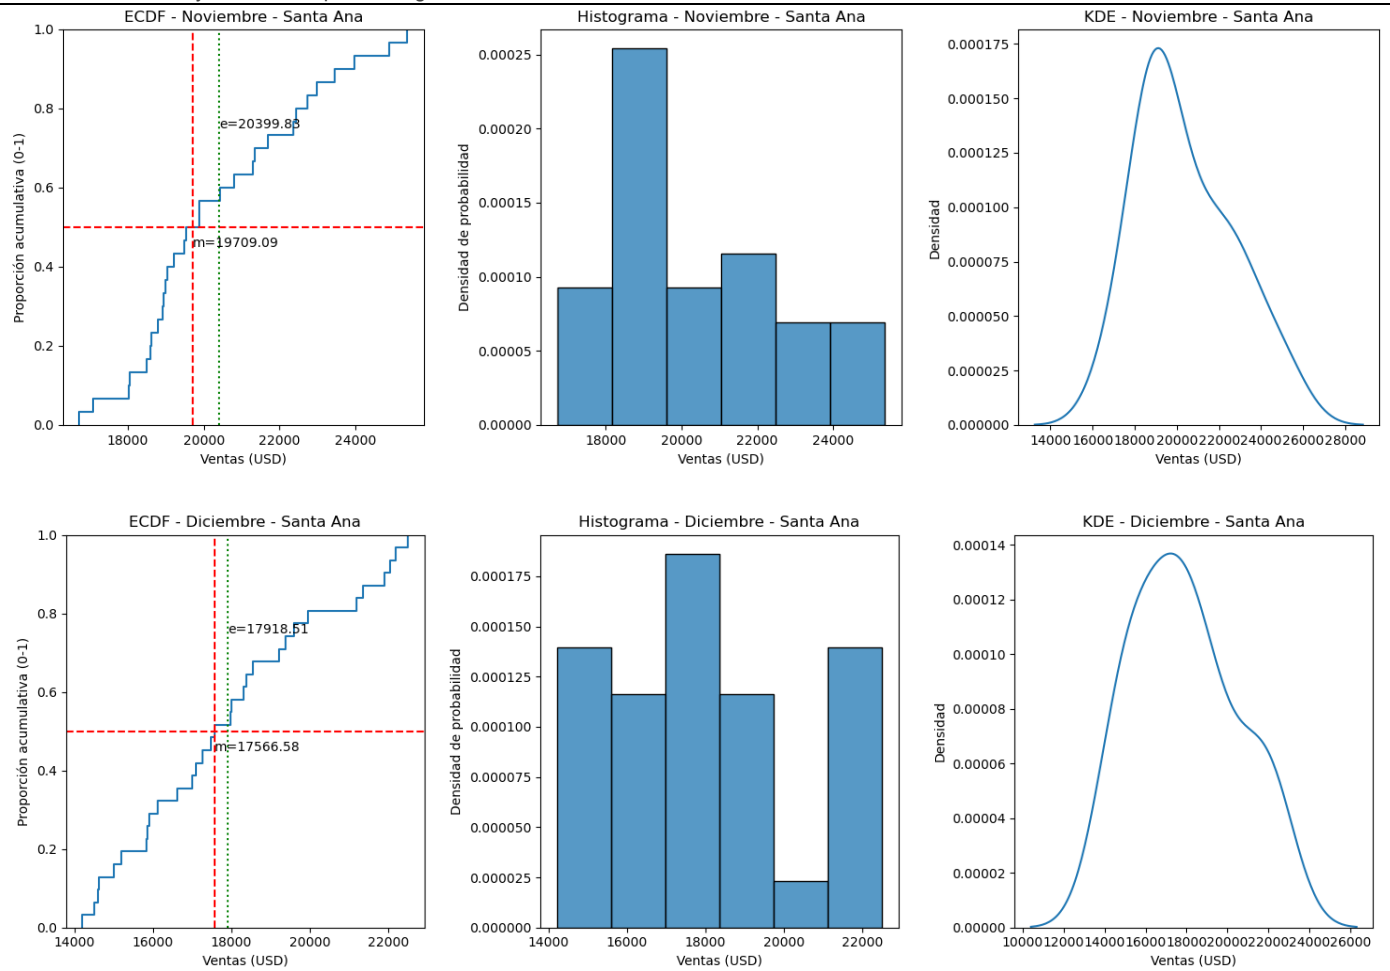 ECDF - Noviembre - Santa Ana
1.0
0.8
0.6
0.4
0.2
0.0
Proporción acumulativa (0-1)
e=20399.83
m=19709.09
18000 20000 22000 24000
Ventas (USD)
Histograma - Noviembre - Santa Ana
0.00025
0.00020
0.00015
0.00010
0.00005
0.00000
Densidad de probabilidad
18000 20000 22000 24000
Ventas (USD)
KDE - Noviembre - Santa Ana
0.000175
0.000150
0.000125
0.000100
0.000075
0.000050
0.000025
0.000000
Densidad
14000 16000 18000 20000 22000 24000 26000 28000
Ventas (USD)
ECDF - Diciembre - Santa Ana
1.0
0.8
0.6
0.4
0.2
0.0
Proporción acumulativa (0-1)
e=17918.51
m=17566.58
14000 16000 18000 20000 22000
Ventas (USD)
Histograma - Diciembre - Santa Ana
0.000175
0.000150
0.000125
0.000100
0.000075
0.000050
0.000025
0.000000
Densidad de probabilidad
14000 16000 18000 20000 22000
Ventas (USD)
KDE - Diciembre - Santa Ana
0.00014
0.00012
0.00010
0.00008
0.00006
0.00004
0.00002
0.00000
Densidad
10000 12000 14000 16000 18000 20000 22000 24000 26000
Ventas (USD)